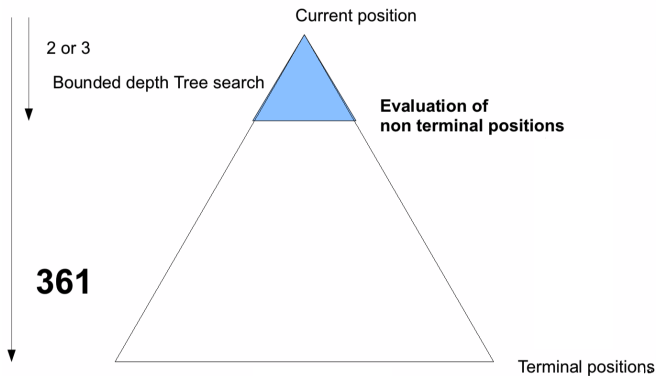 Current position
2 or 3
Bounded depth Tree search
Evaluation of
non terminal positions
361
Terminal positions